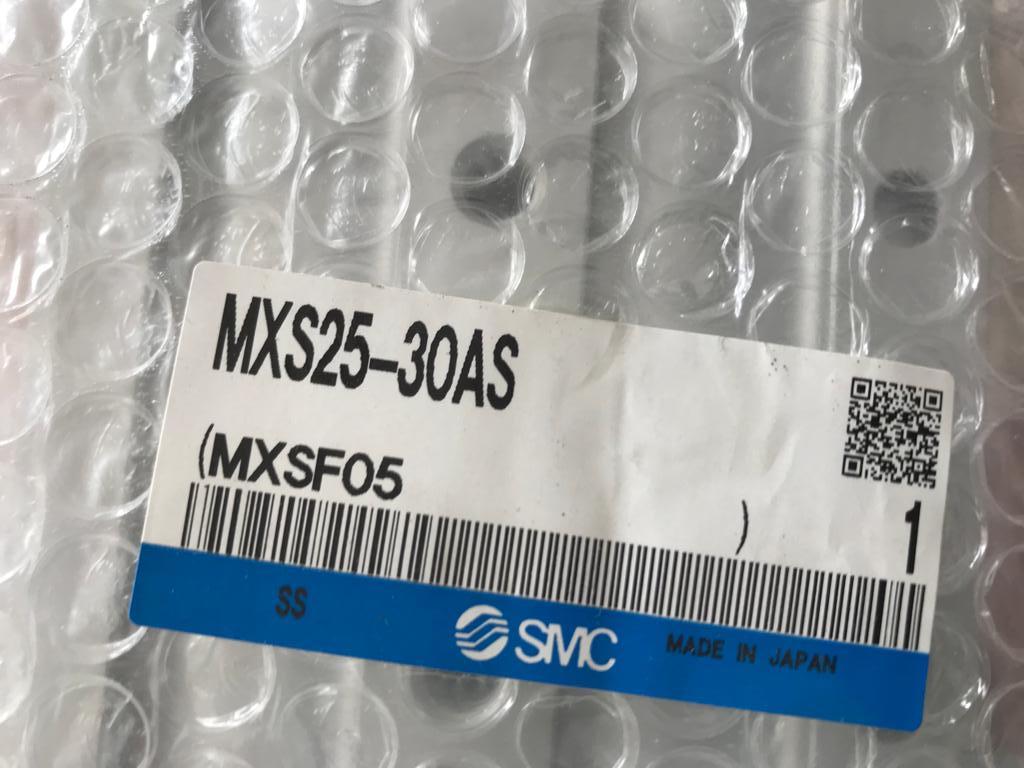 MXS25-30AS
(MXSF05
)
1
SS
SMC
MADE IN JAPAN